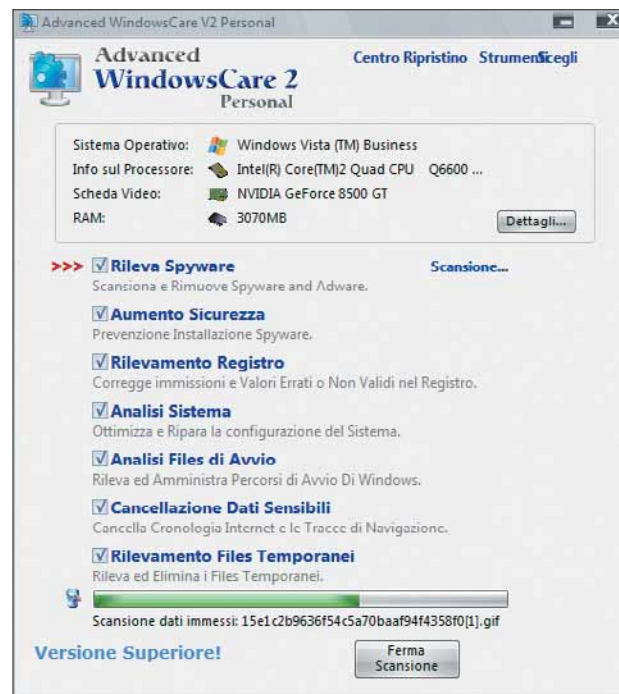 Advanced WindowsCare V2 Personal
Advanced
WindowsCare 2
Personal
Centro Ripristino Strumenti Scegli
Sistema Operativo: Windows Vista (TM) Business
Info sul Processore: Intel(R) Core(TM)2 Quad CPU Q6600 ...
Scheda Video: NVIDIA GeForce 8500 GT
RAM: 3070MB
Dettagli...
>>> Rileva Spyware Scansione...
Scansiona e Rimuove Spyware and Adware.
Aumento Sicurezza
Prevenzione Installazione Spyware.
Rilevamento Registro
Corregge immissioni e Valori Errati o Non Validi nel Registro.
Analisi Sistema
Ottimizza e Ripara la configurazione del Sistema.
Analisi Files di Avvio
Rileva ed Amministra Percorsi di Avvio Di Windows.
Cancellazione Dati Sensibili
Cancella Cronologia Internet e le Tracce di Navigazione.
Rilevamento Files Temporanei
Rileva ed Elimina i Files Temporanei.
Scansione dati immessi: 15e1c2b9636f54c5a70baaf94f4358f0[1].gif
Versione Superiore!
Ferma
Scansione